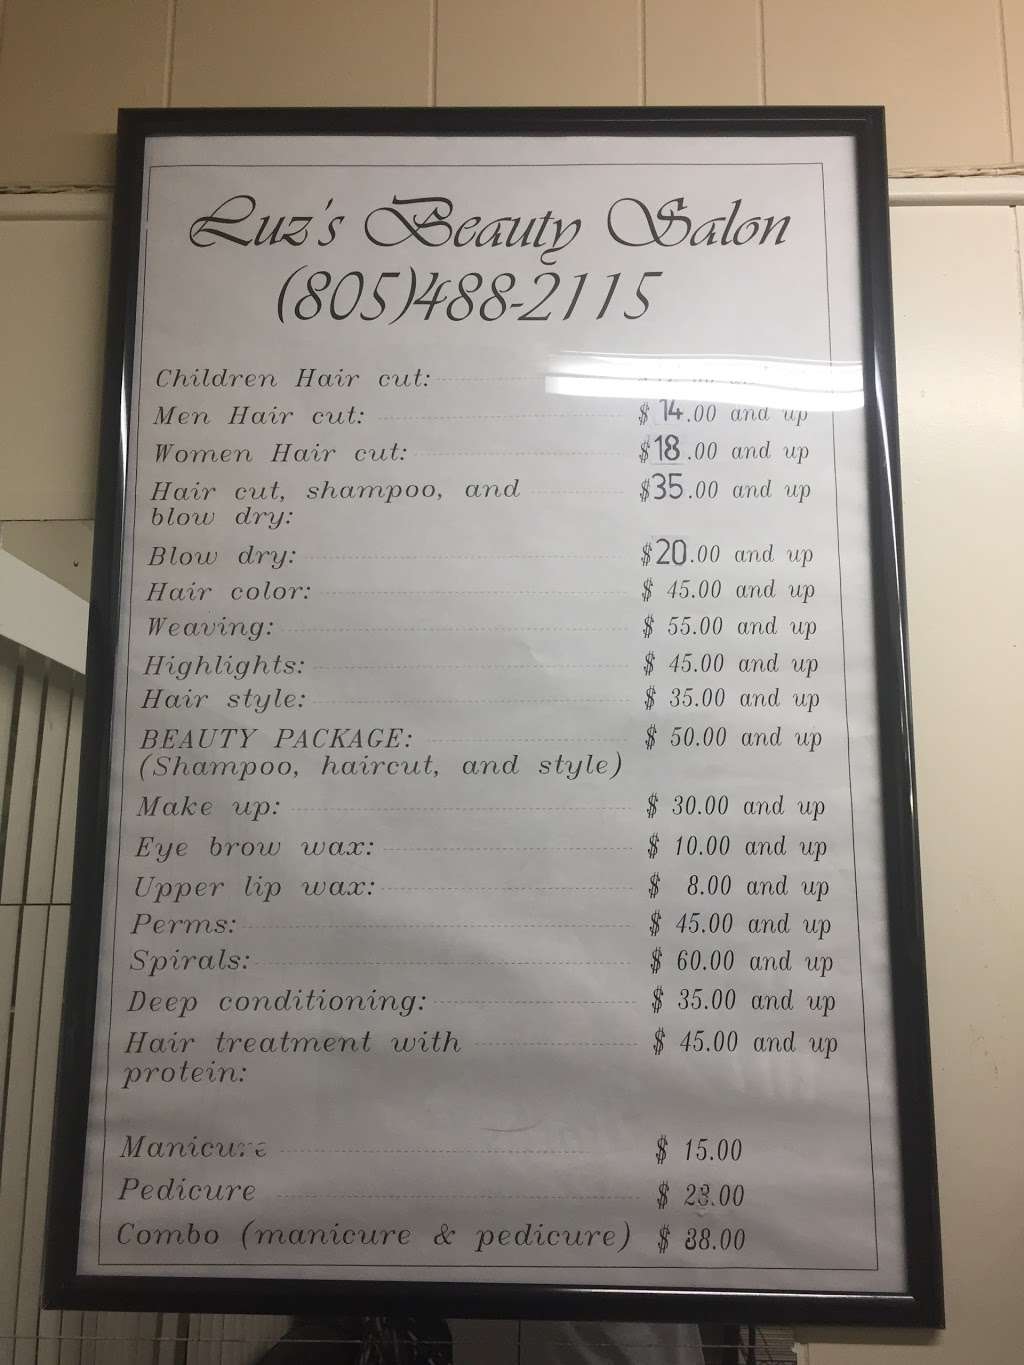 Luz's Beauty Salon
(805)488-2115
Children Hair cut:
Men Hair cut: $ 14.00 and up
Women Hair cut: $18.00 and up
Hair cut, shampoo, and $35.00 and up
blow dry:
Blow dry: $20.00 and up
Hair color: $ 45.00 and up
Weaving: $ 55.00 and up
Highlights: $ 45.00 and up
Hair style: $ 35.00 and up
BEAUTY PACKAGE: $ 50.00 and up
(Shampoo, haircut, and style)
Make up: $ 30.00 and up
Eye brow wax: $ 10.00 and up
Upper lip wax: $ 8.00 and up
Perms: $ 45.00 and up
Spirals: $ 60.00 and up
Deep conditioning: $ 35.00 and up
Hair treatment with $ 45.00 and up
protein:
Manicure $ 15.00
Pedicure $
Combo (manicure & pedicure) $ 38.00